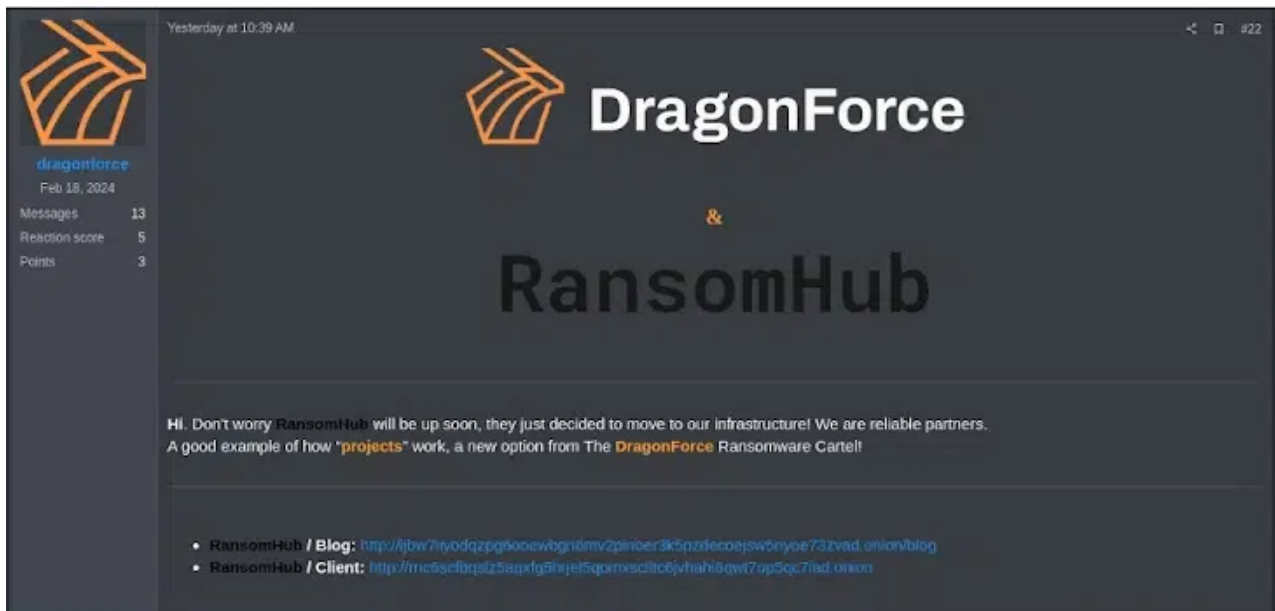 Yesterday at 10:39 AM
#22
DragonForce
dragonforce
Feb 18, 2024
Messages 13
Reaction score 5
Points 3
&
RansomHub
Hi. Don't worry RansomHub will be up soon, they just decided to move to our infrastructure! We are reliable partners.
A good example of how "projects" work, a new option from The DragonForce Ransomware Cartel!
RansomHub / Blog:
RansomHub / Client: